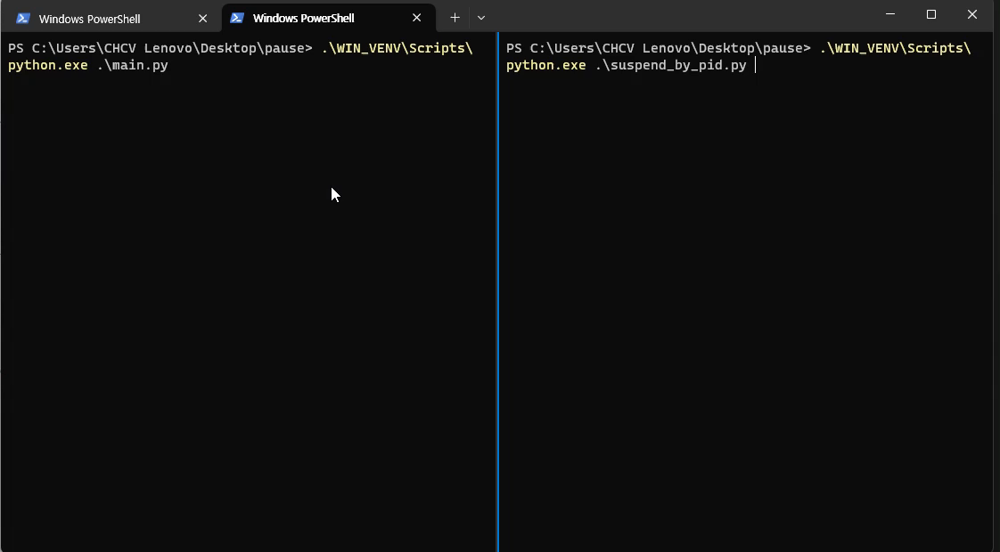 Windows PowerShell
Windows PowerShell
PS C:\Users\CHCV Lenovo\Desktop\pause> .\WIN_VENV\Scripts\
python.exe .\main.py
PS C:\Users\CHCV Lenovo\Desktop\pause> .\WIN_VENV\Scripts\
python.exe .\suspend_by_pid.py